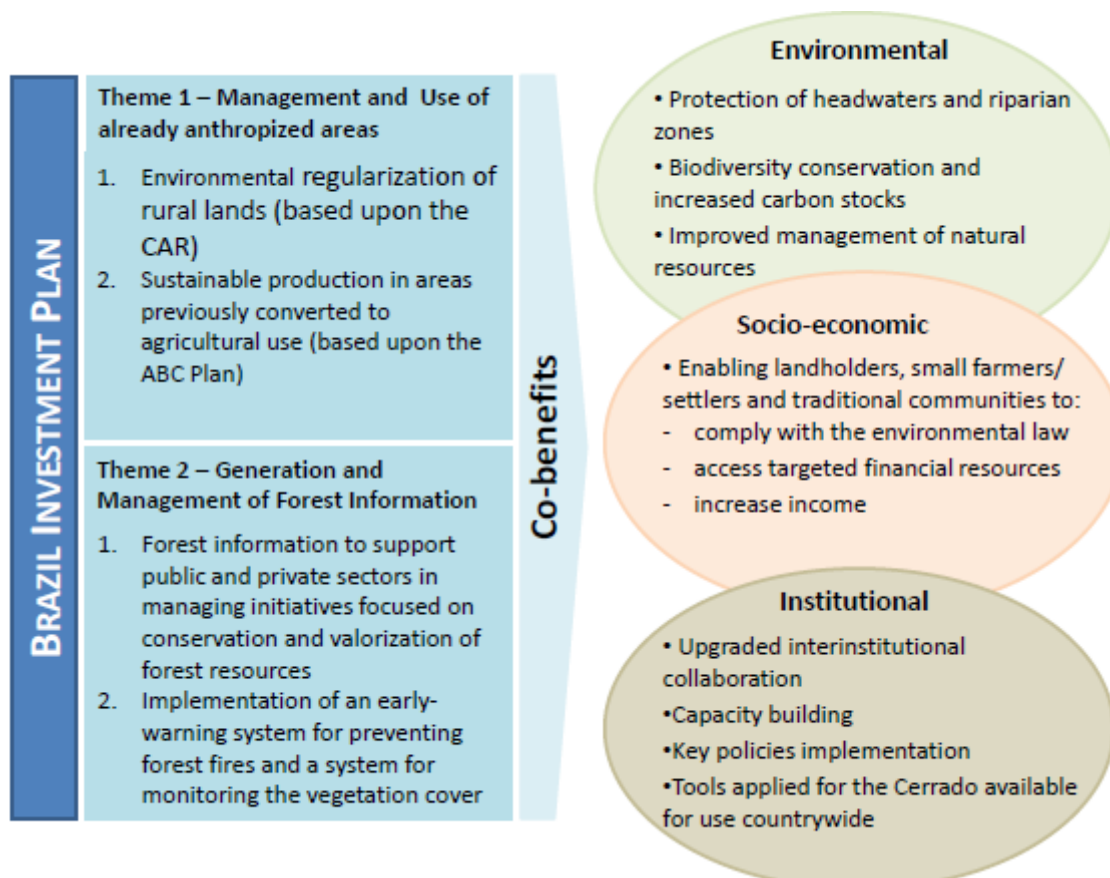 BRAZIL INVESTMENT PLAN
Theme 1 – Management and Use of
already anthropized areas
1. Environmental regularization of
rural lands (based upon the
CAR)
2. Sustainable production in areas
previously converted to
agricultural use (based upon the
ABC Plan)
Theme 2 – Generation and
Management of Forest Information
1. Forest information to support
public and private sectors in
managing initiatives focused on
conservation and valorization of
forest resources
2. Implementation of an early-
warning system for preventing
forest fires and a system for
monitoring the vegetation cover
Co-benefits
Environmental
• Protection of headwaters and riparian
zones
• Biodiversity conservation and
increased carbon stocks
• Improved management of natural
resources
Socio-economic
• Enabling landholders, small farmers/
settlers and traditional communities to:
- comply with the environmental law
- access targeted financial resources
- increase income
Institutional
• Upgraded interinstitutional
collaboration
•Capacity building
•Key policies implementation
•Tools applied for the Cerrado available
for use countrywide